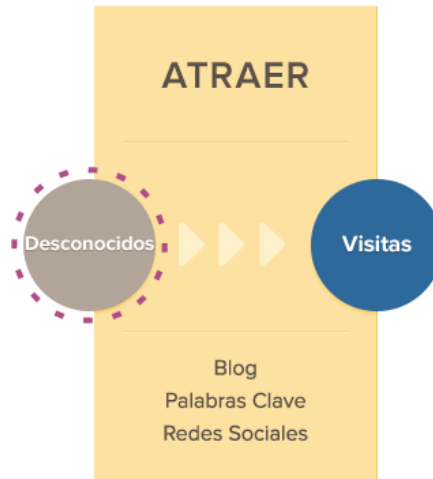 ATRAER
Desconocidos
Visitas
Blog
Palabras Clave
Redes Sociales